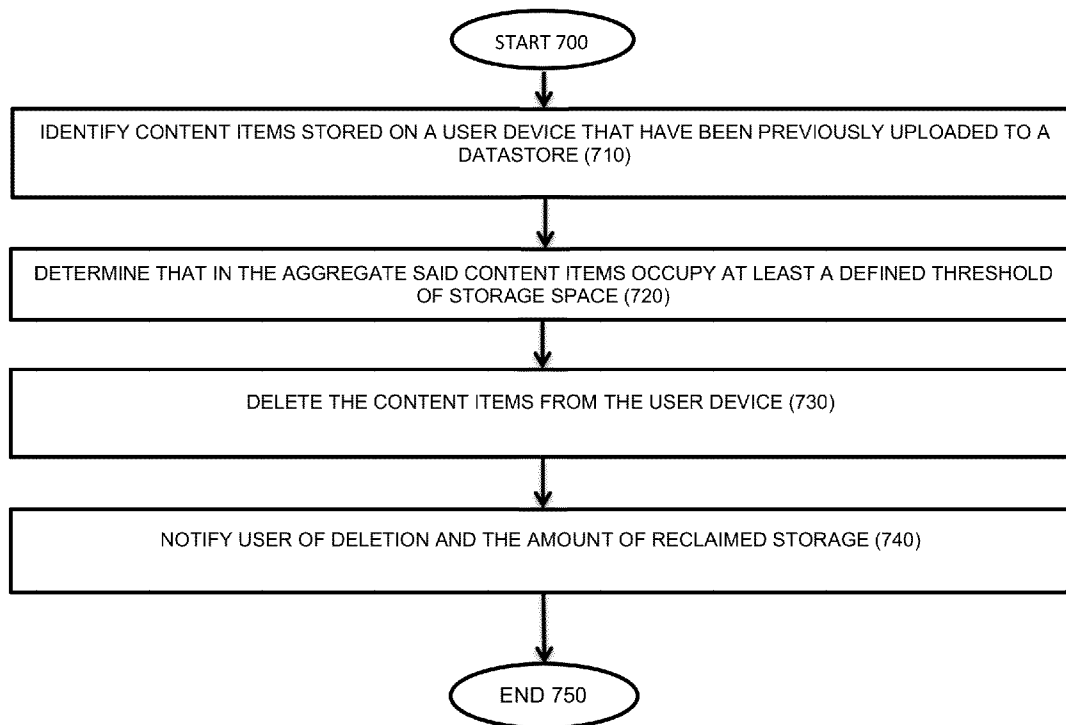 START 700
IDENTIFY CONTENT ITEMS STORED ON A USER DEVICE THAT HAVE BEEN PREVIOUSLY UPLOADED TO A
DATASTORE (710)
DETERMINE THAT IN THE AGGREGATE SAID CONTENT ITEMS OCCUPY AT LEAST A DEFINED THRESHOLD
OF STORAGE SPACE (720)
DELETE THE CONTENT ITEMS FROM THE USER DEVICE (730)
NOTIFY USER OF DELETION AND THE AMOUNT OF RECLAIMED STORAGE (740)
END 750